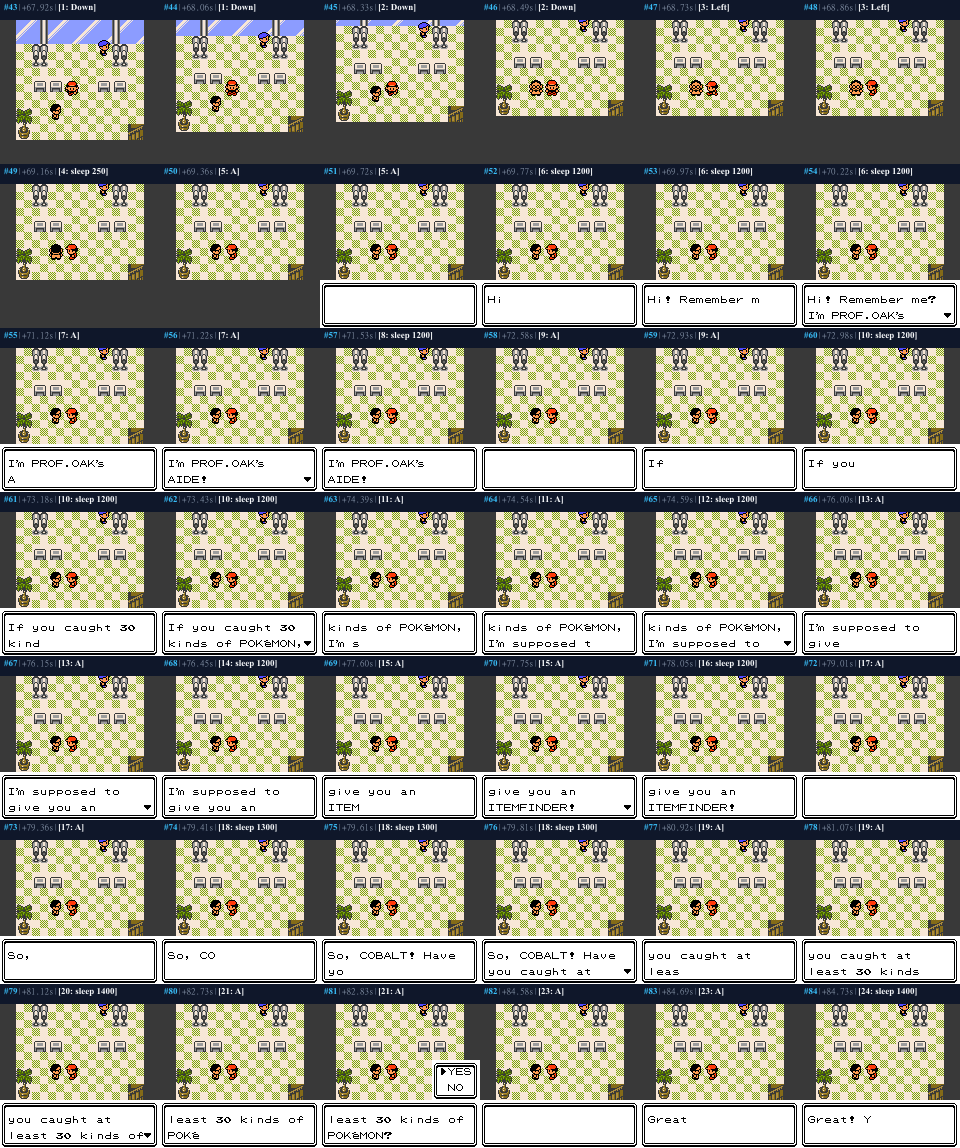 #43|+67.92s| [1: Down]
#44|+68.06s| [1: Down]
#45|+68.33s| [2: Down]
#46|+68.49s| [2: Down]
#47|+68.73s| [3: Left]
#48|+68.86s| [3: Left]
#49|+69.16s| [4: sleep 250]
#50|+69.36s| [5: A]
#51|+69.72s| [5: A]
#52|+69.77s| [6: sleep 1200]
Hi
#53|+69.97s| [6: sleep 1200]
Hi! Remember m
#54|+70.22s| [6: sleep 1200]
Hi! Remember me?
I'm PROF.OAK's
#55|+71.12s| [7: A]
I'm PROF.OAK's
A
#56|+71.22s| [7: A]
I'm PROF.OAK's
AIDE!
#57|+71.53s| [8: sleep 1200]
I'm PROF.OAK's
AIDE!
#58|+72.58s| [9: A]
#59|+72.93s| [9: A]
If
#60|+72.98s| [10: sleep 1200]
If you
#61|+73.18s| [10: sleep 1200]
If you caught 30
kind
#62|+73.43s| [10: sleep 1200]
If you caught 30
kinds of POKéMON,
#63|+74.39s| [11: A]
kinds of POKéMON,
I'm s
#64|+74.54s| [11: A]
kinds of POKéMON,
I'm supposed t
#65|+74.59s| [12: sleep 1200]
kinds of POKéMON,
I'm supposed to
#66|+76.00s| [13: A]
I'm supposed to
give
#67|+76.15s| [13: A]
I'm supposed to
give you an
#68|+76.45s| [14: sleep 1200]
I'm supposed to
give you an
#69|+77.60s| [15: A]
give you an
ITEM
#70|+77.75s| [15: A]
give you an
ITEMFINDER!
#71|+78.05s| [16: sleep 1200]
give you an
ITEMFINDER!
#72|+79.01s| [17: A]
#73|+79.36s| [17: A]
So,
#74|+79.41s| [18: sleep 1300]
So, CO
#75|+79.61s| [18: sleep 1300]
So, COBALT! Have
yo
#76|+79.81s| [18: sleep 1300]
So, COBALT! Have
you caught at
#77|+80.92s| [19: A]
you caught at
leas
#78|+81.07s| [19: A]
you caught at
least 30 kinds
#79|+81.12s| [20: sleep 1400]
you caught at
least 30 kinds of
#80|+82.73s| [21: A]
least 30 kinds of
POKé
#81|+82.83s| [21: A]
YES
NO
least 30 kinds of
POKéMON?
#82|+84.58s| [23: A]
#83|+84.69s| [23: A]
Great
#84|+84.73s| [24: sleep 1400]
Great! Y